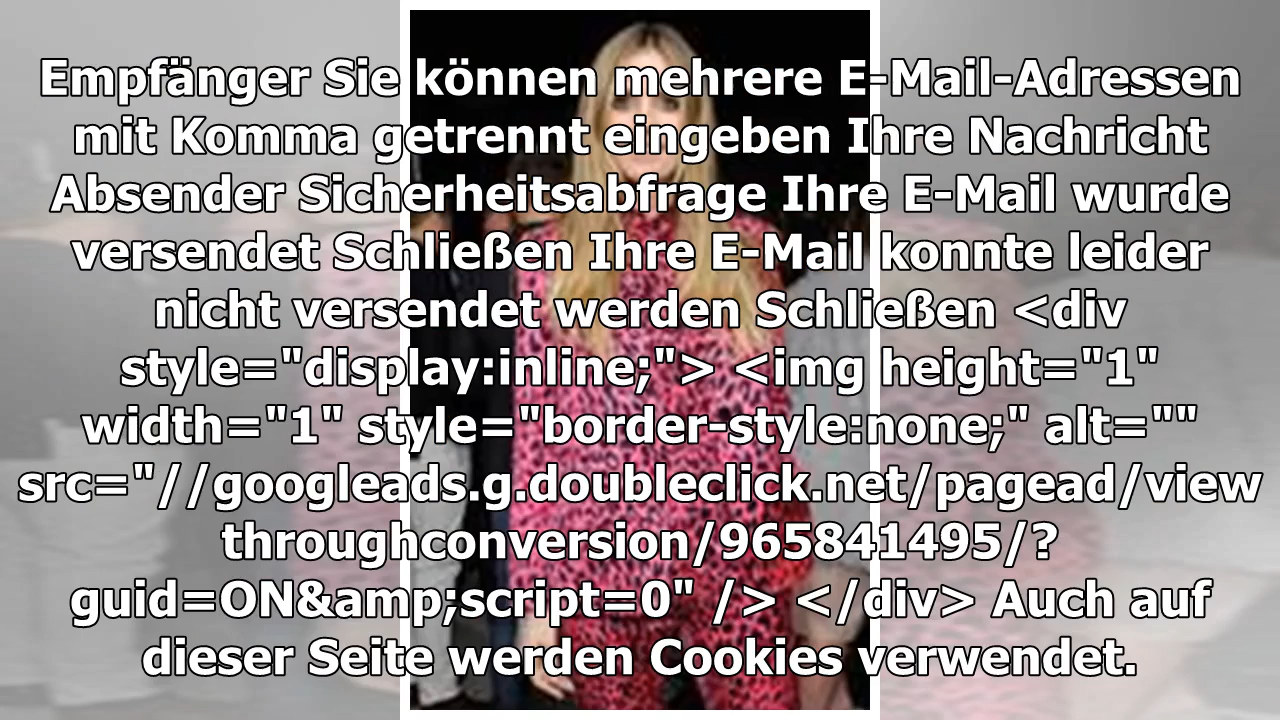 Empfänger Sie können mehrere E-Mail-Adressen
mit Komma getrennt eingeben Ihre Nachricht
Absender Sicherheitsabfrage Ihre E-Mail wurde
versendet Schließen Ihre E-Mail konnte leider
nicht versendet werden Schließen <div
style="display:inline;"> <img height="1"
width="1" style="border-style:none;" alt=""
src="//googleads.g.doubleclick.net/pagead/view
throughconversion/965841495/?
guid=ON&amp;script=0" /> </div> Auch auf
dieser Seite werden Cookies verwendet.